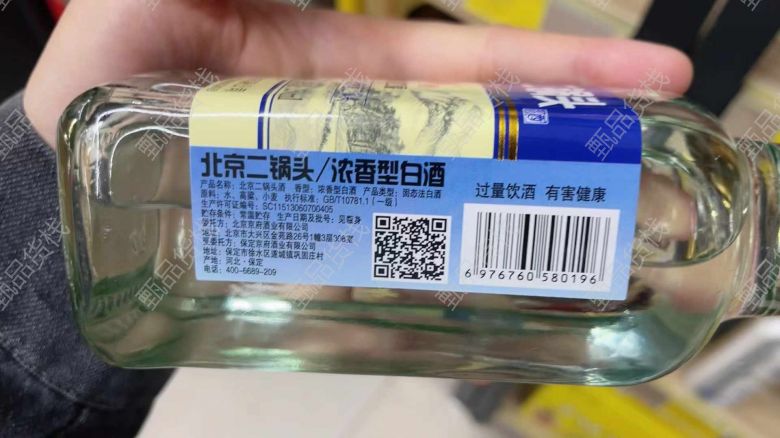 北京二锅头/浓香型白酒
产品名称：北京二锅头酒 香型：浓香型白酒 产品类型：固态法白酒
原料：水、高粱、小麦 执行标准：GB/T10781.1（一级）
生产许可证编号：SC11513060700405
贮存条件：常温贮存 生产日期及批号：见瓶身
委托方：北京京府酒业有限公司
地址：北京市大兴区金苑路26号1幢3层308室
受委托方：保定京府酒业有限公司
地址：保定市徐水区遂城镇巩固庄村
产地：河北·保定
电话：400-6689-209
过量饮酒 有害健康
6 976760 580196
甄品货栈